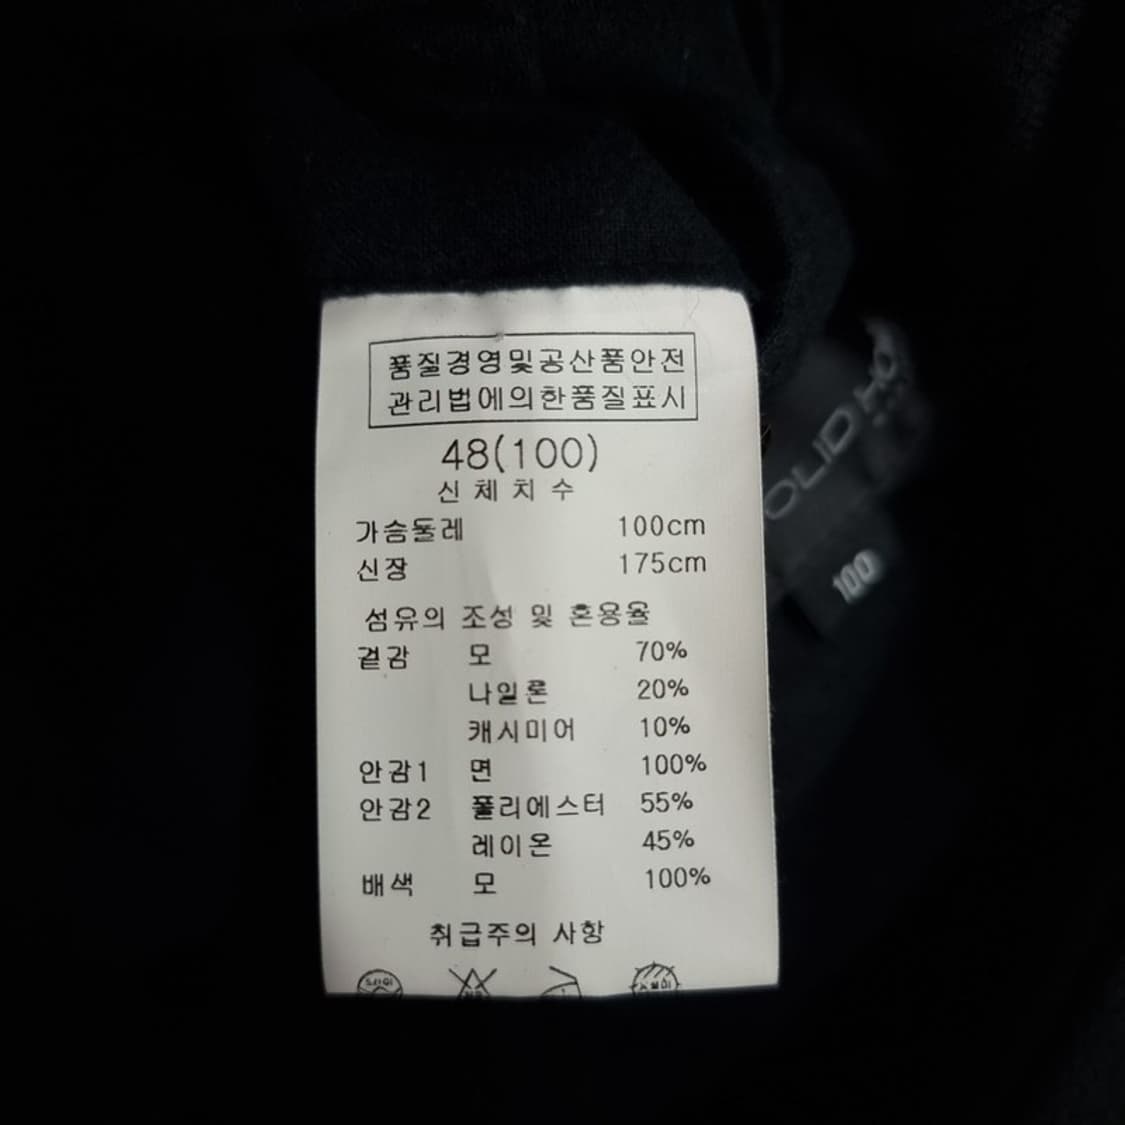 품질경영및공산품안전
관리법에의한품질표시
48(100)
신체치수
가슴둘레 100cm
신장 175cm
섬유의 조성 및 혼용율
겉감 모 70%
나일론 20%
캐시미어 10%
안감1 면 100%
안감2 폴리에스터 55%
레이온 45%
배색 모 100%
취급주의 사항
OLID
100